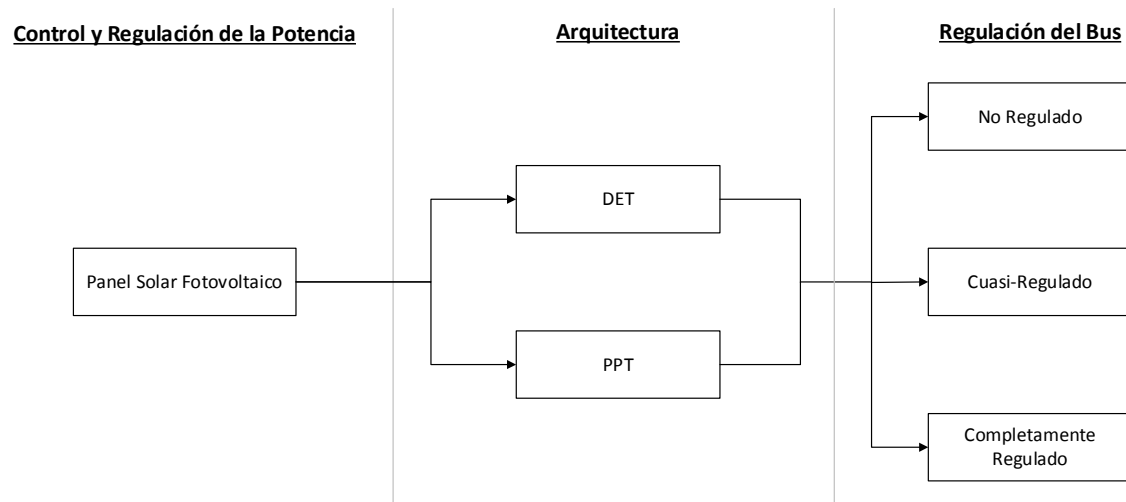 Control y Regulación de la Potencia
Arquitectura
Regulación del Bus
No Regulado
DET
Panel Solar Fotovoltaico
Cuasi-Regulado
PPT
Completamente
Regulado